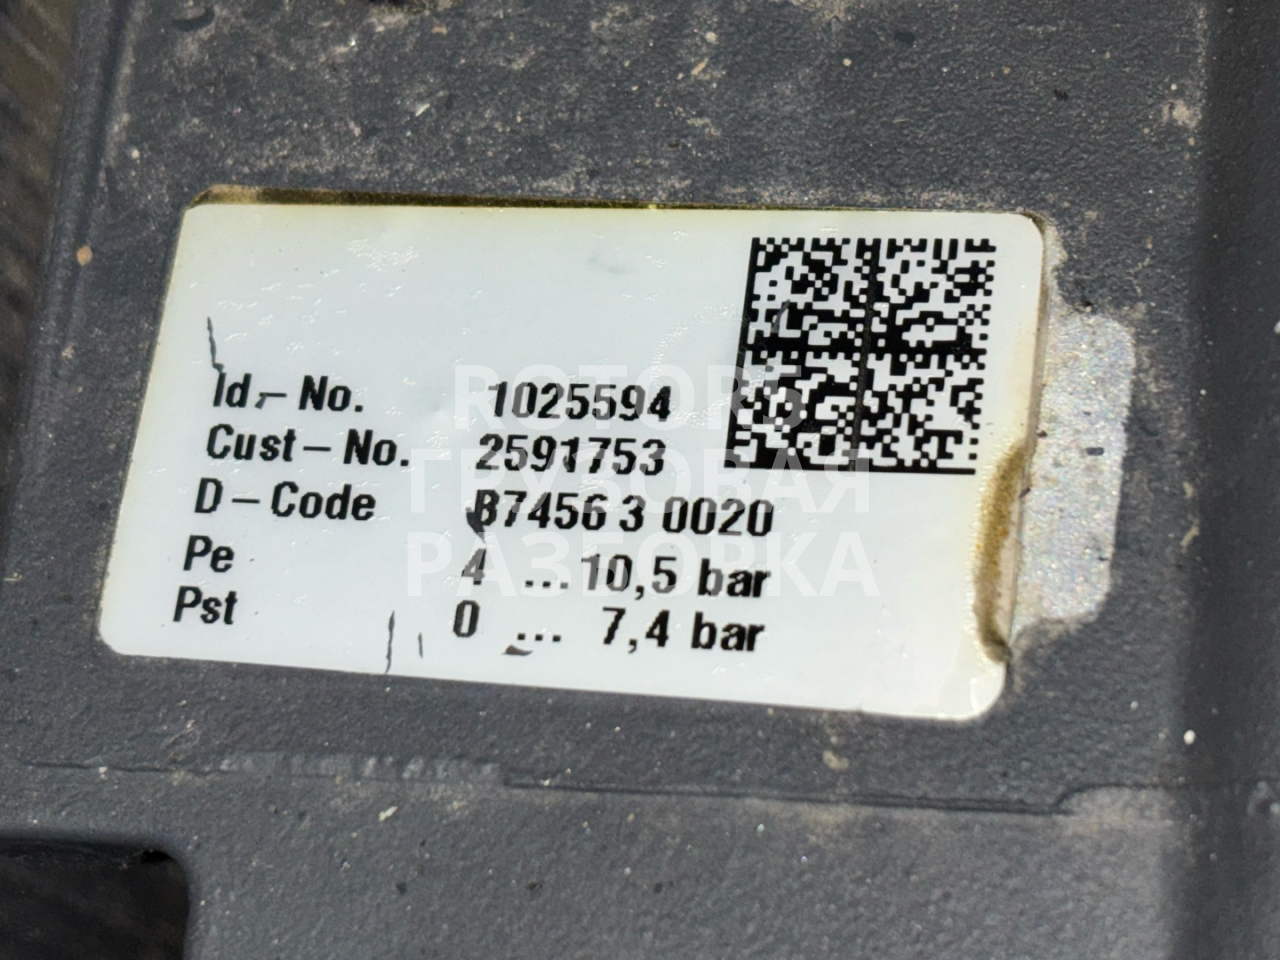 Id.-No. 1025594
Cust-No. 2591753
D-Code B7456 3 0020
Pe 4 ... 10,5 bar
Pst 0 ... 7,4 bar
ROTOR5
ГРУЗОВАЯ
РАЗБОРКА